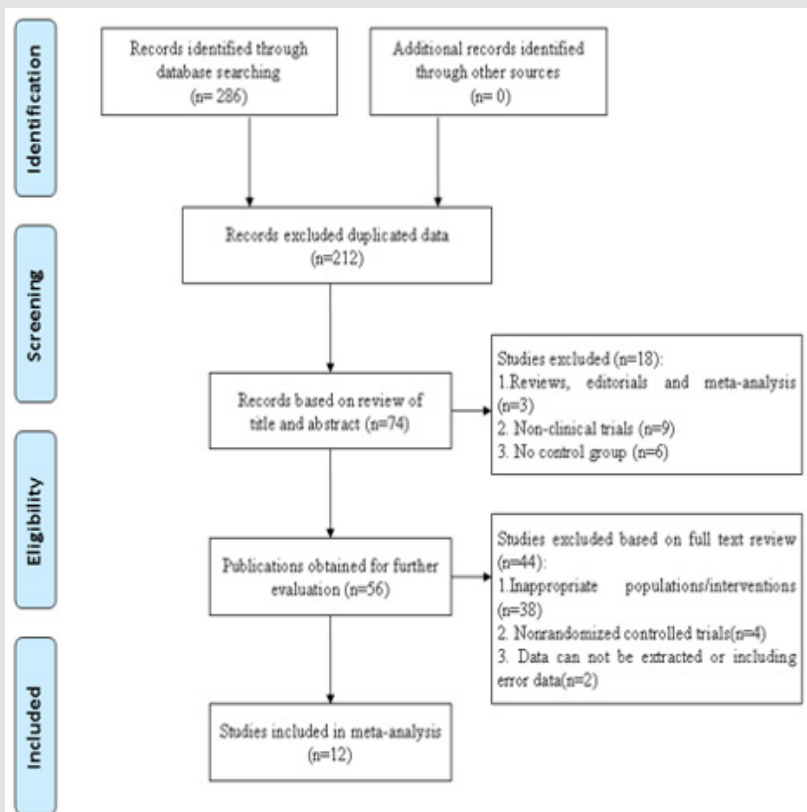 Identification
Records identified through
database searching
(n= 286)
Additional records identified
through other sources
(n= 0)
Records excluded duplicated data
(n=212)
Screening
Records based on review of
title and abstract (n=74)
Studies excluded (n=18):
1.Reviews, editorials and meta-analysis
(n=3)
2. Non-clinical trials (n=9)
3. No control group (n=6)
Eligibility
Publications obtained for further
evaluation (n=56)
Studies excluded based on full text review
(n=44):
1.Inappropriate populations/interventions
(n=38)
2. Nonrandomized controlled trials(n=4)
3. Data can not be extracted or including
error data(n=2)
Included
Studies included in meta-analysis
(n=12)